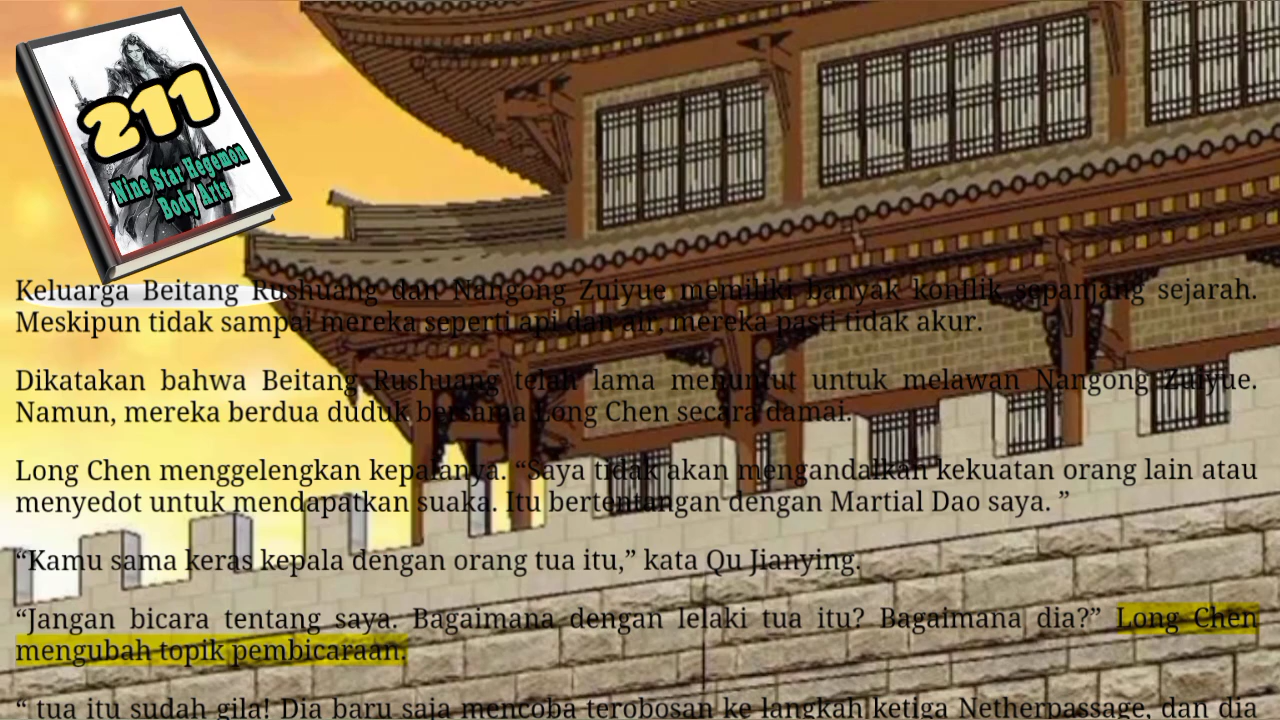 211
Nine Star Hegemon
Body Arts
Keluarga Beitang Rushuang dan Nangong Zuiyue memiliki banyak konflik sepanjang sejarah.
Meskipun tidak sampai mereka seperti api dan air, mereka pasti tidak akur.
Dikatakan bahwa Beitang Rushuang telah lama menuntut untuk melawan Nangong Zuiyue.
Namun, mereka berdua duduk bersama Long Chen secara damai.
Long Chen menggelengkan kepalanya. “Saya tidak akan mengandalkan kekuatan orang lain atau
menyedot untuk mendapatkan suaka. Itu bertentangan dengan Martial Dao saya. ”
“Kamu sama keras kepala dengan orang tua itu,” kata Qu Jianying.
“Jangan bicara tentang saya. Bagaimana dengan lelaki tua itu? Bagaimana dia?” Long Chen
mengubah topik pembicaraan.
“ tua itu sudah gila! Dia baru saja mencoba terobosan ke langkah ketiga Netherpassage, dan dia